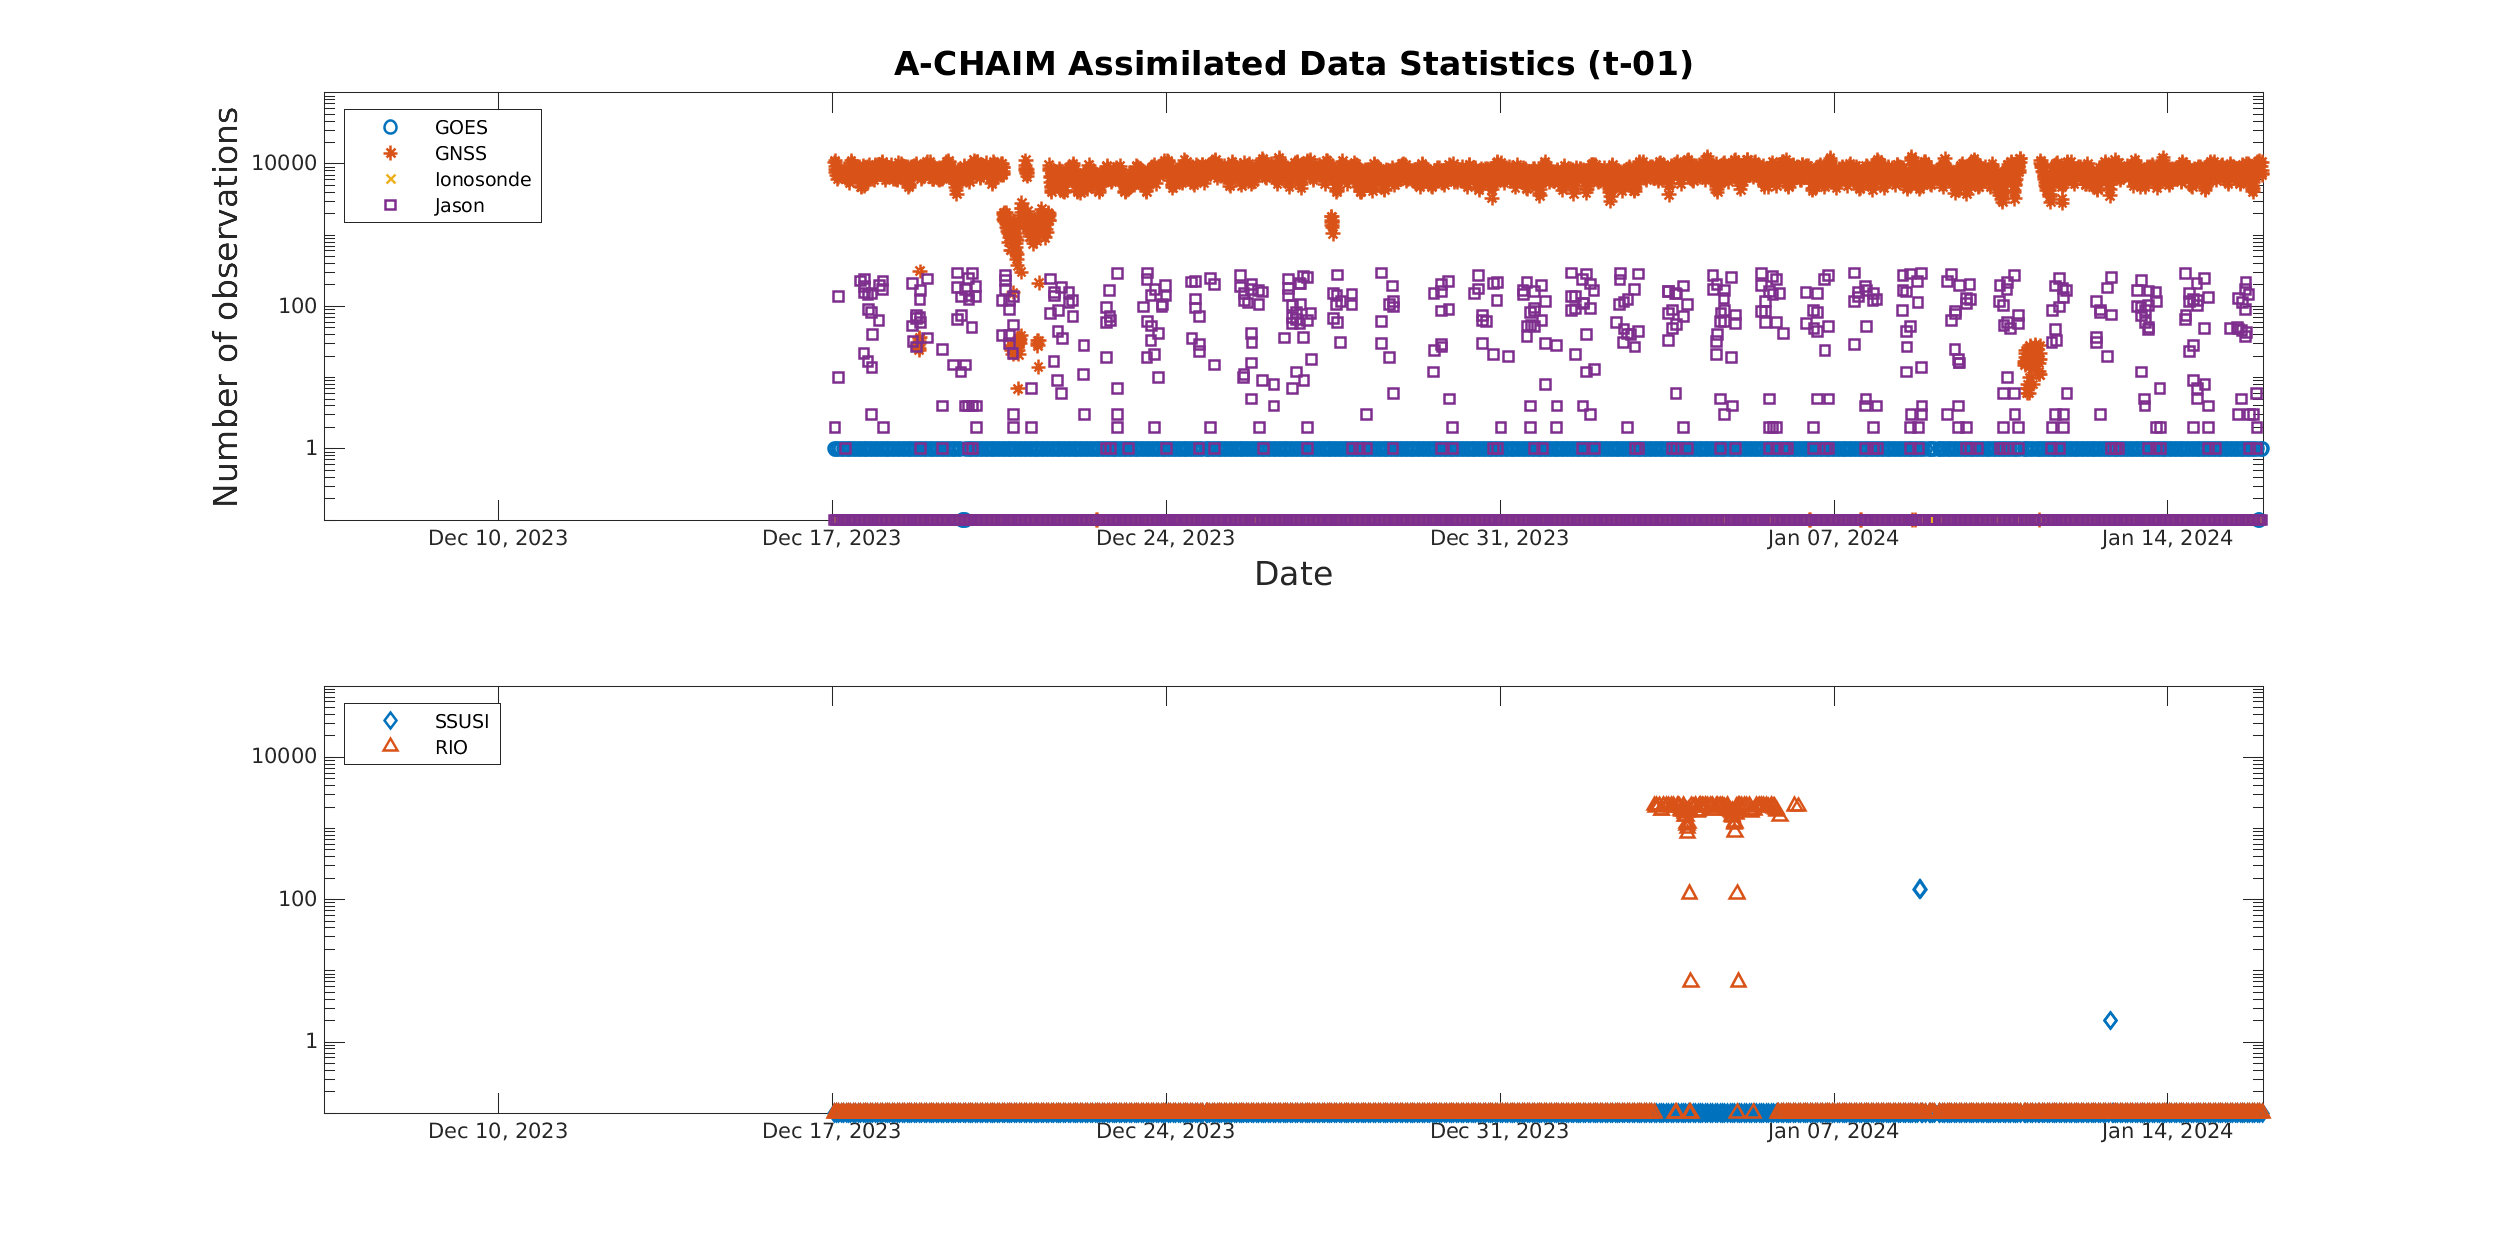 A-CHAIM Assimilated Data Statistics (t-01)
Number of observations
GOES
GNSS
Ionosonde
Jason
10000
100
1
Dec 10, 2023 Dec 17, 2023 Dec 24, 2023 Dec 31, 2023 Jan 07, 2024 Jan 14, 2024
Date
SSUSI
RIO
10000
100
1
Dec 10, 2023 Dec 17, 2023 Dec 24, 2023 Dec 31, 2023 Jan 07, 2024 Jan 14, 2024